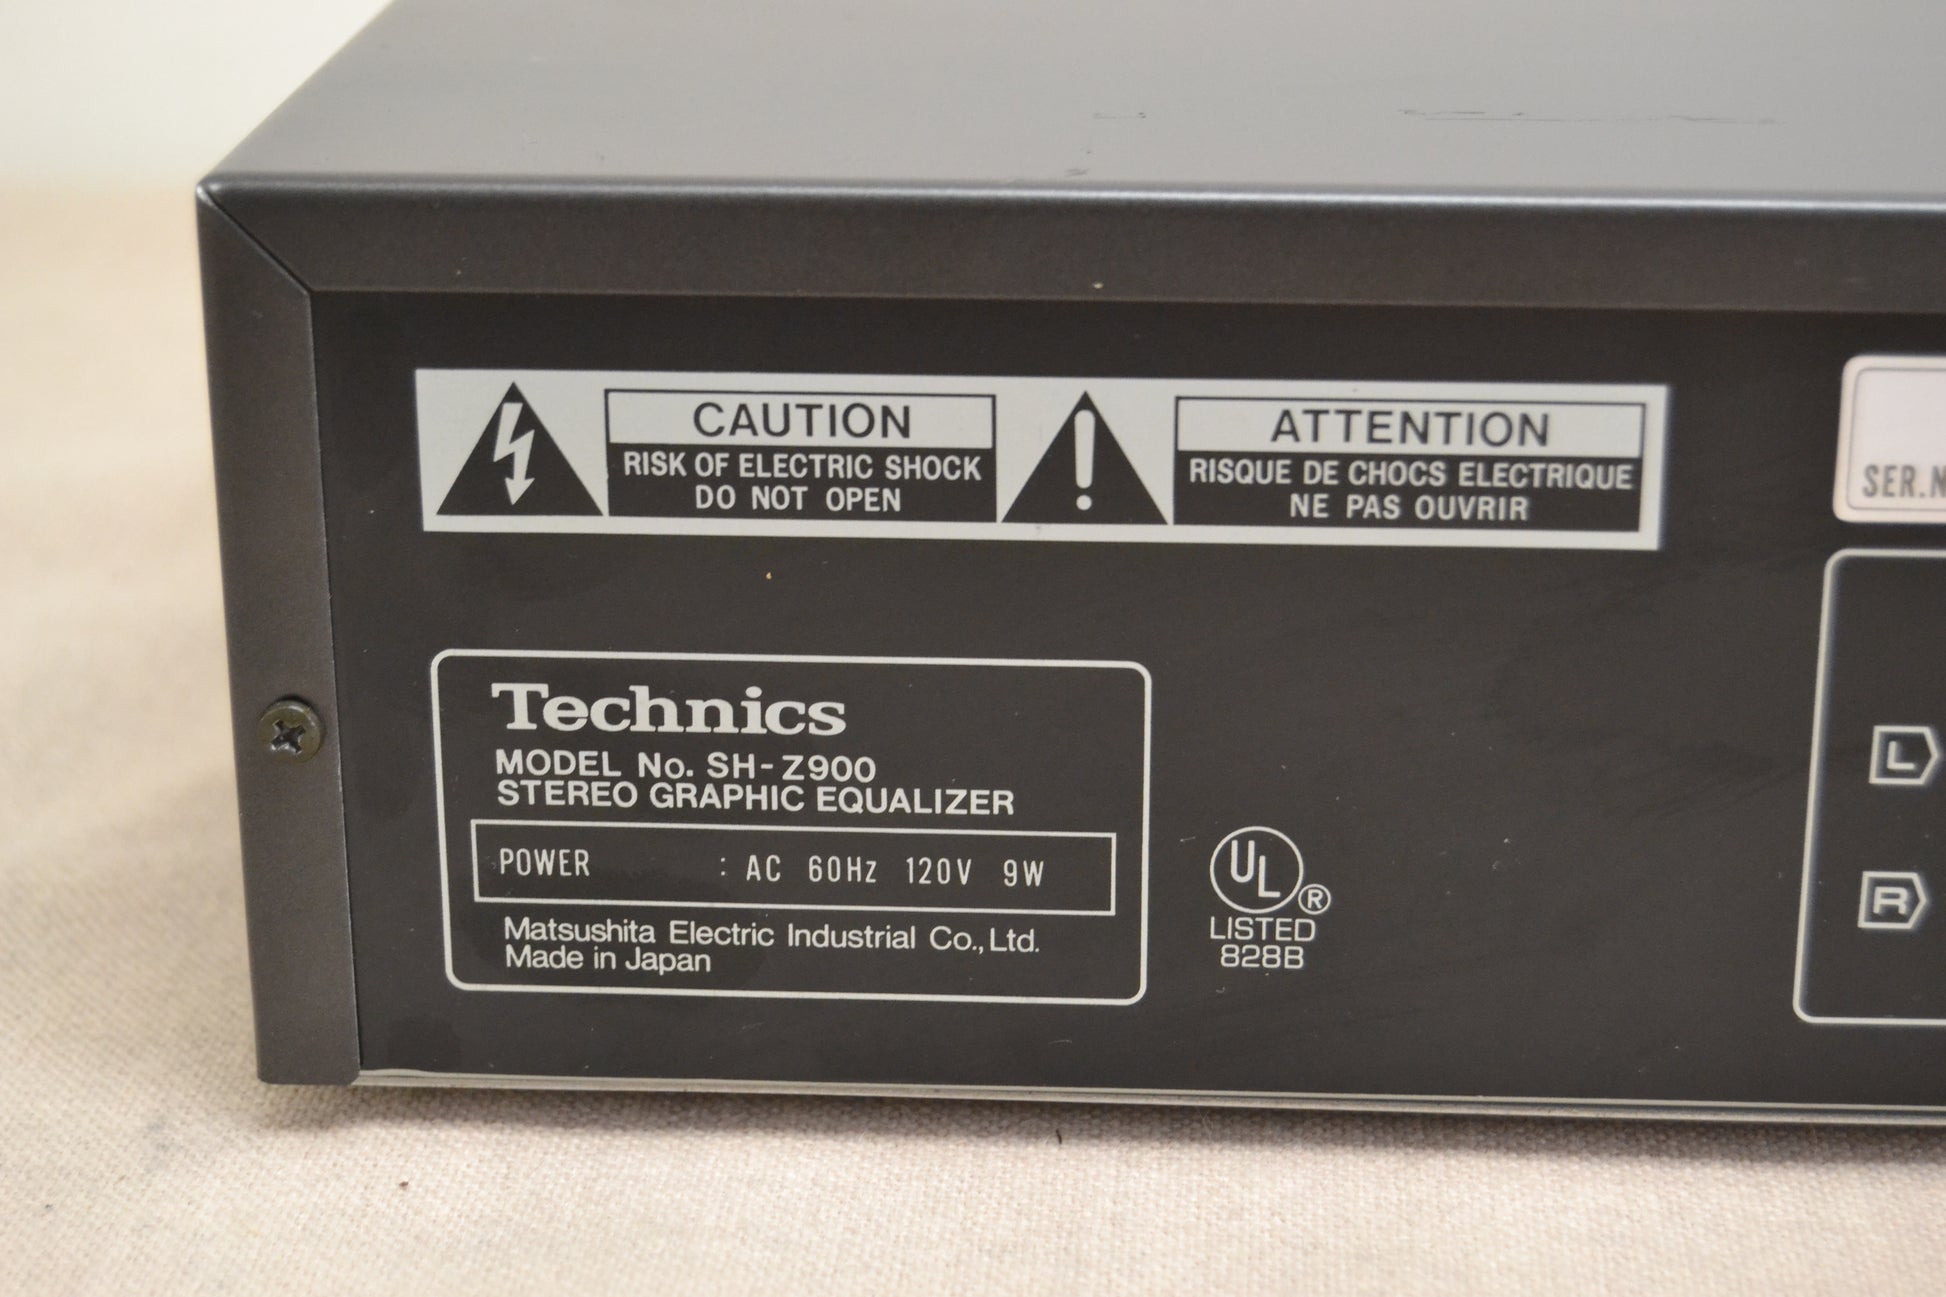 CAUTION
RISK OF ELECTRIC SHOCK
DO NOT OPEN
ATTENTION
RISQUE DE CHOCS ELECTRIQUE
NE PAS OUVRIR
SER.N
Technics
MODEL No. SH-Z900
STEREO GRAPHIC EQUALIZER
POWER : AC 60Hz 120V 9W
Matsushita Electric Industrial Co., Ltd.
Made in Japan
UL®
LISTED
828B
L
R